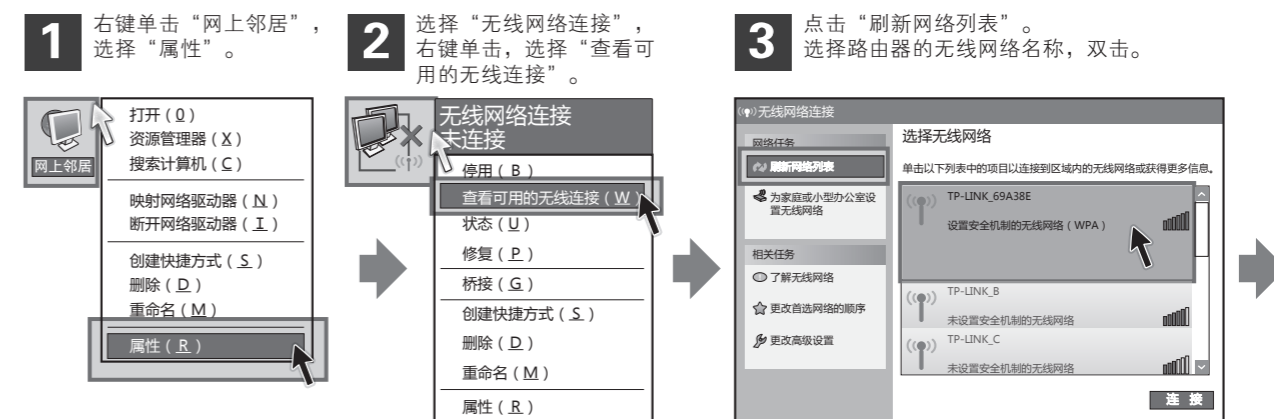 1
右键单击“网上邻居”，
选择“属性”。
网上邻居
打开（0）
资源管理器（X）
搜索计算机（C）
映射网络驱动器（N）
断开网络驱动器（I）
创建快捷方式（S）
删除（D）
重命名（M）
属性（R）
2
选择“无线网络连接”，
右键单击，选择“查看可
用的无线连接”。
无线网络连接
未连接
停用（B）
查看可用的无线连接（W）
状态（U）
修复（P）
桥接（G）
创建快捷方式（S）
删除（D）
重命名（M）
属性（R）
3
点击“刷新网络列表”。
选择路由器的无线网络名称，双击。
无线网络连接
网络任务
刷新网络列表
为家庭或小型办公室设
置无线网络
相关任务
了解无线网络
更改首选网络的顺序
更改高级设置
选择无线网络
单击以下列表中的项目以连接到区域内的无线网络或获得更多信息。
TP-LINK_69A38E
设置安全机制的无线网络（WPA）
TP-LINK_B
未设置安全机制的无线网络
TP-LINK_C
未设置安全机制的无线网络
连 接